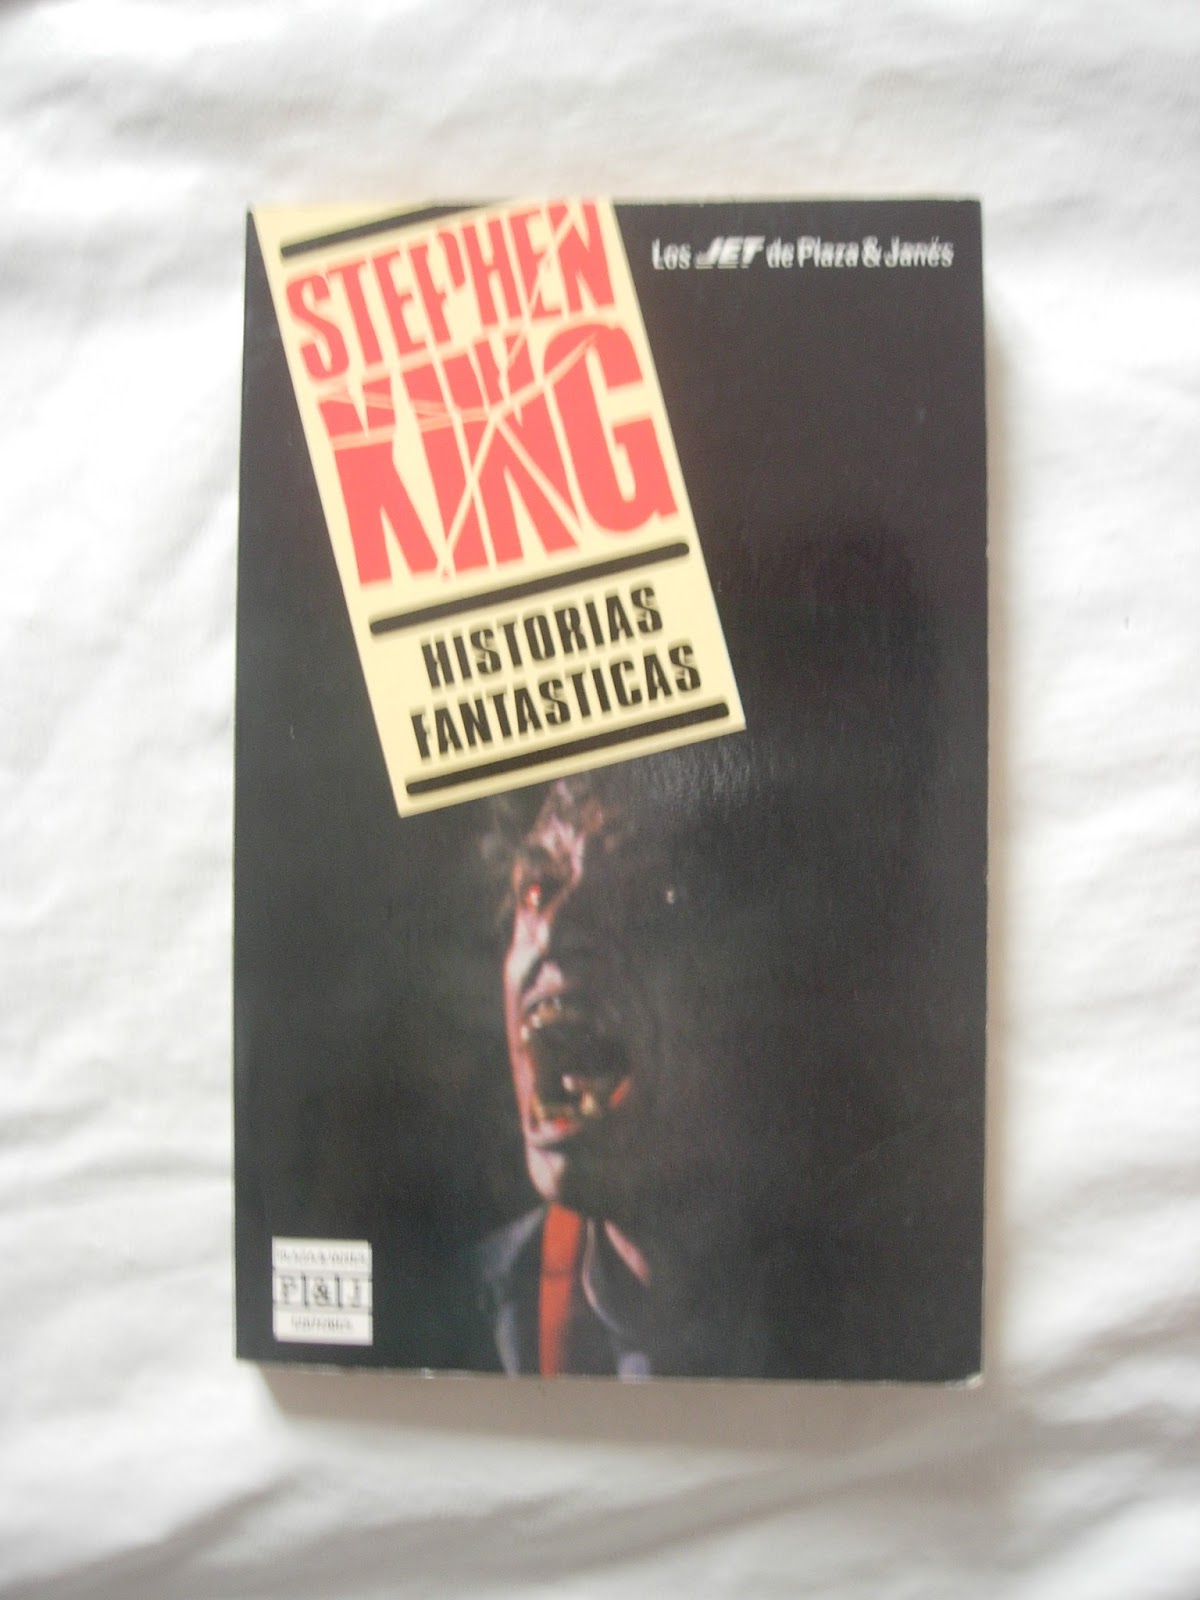 Los JET de Plaza & Janés
STEPHEN
KING
HISTORIAS
FANTASTICAS
P&J